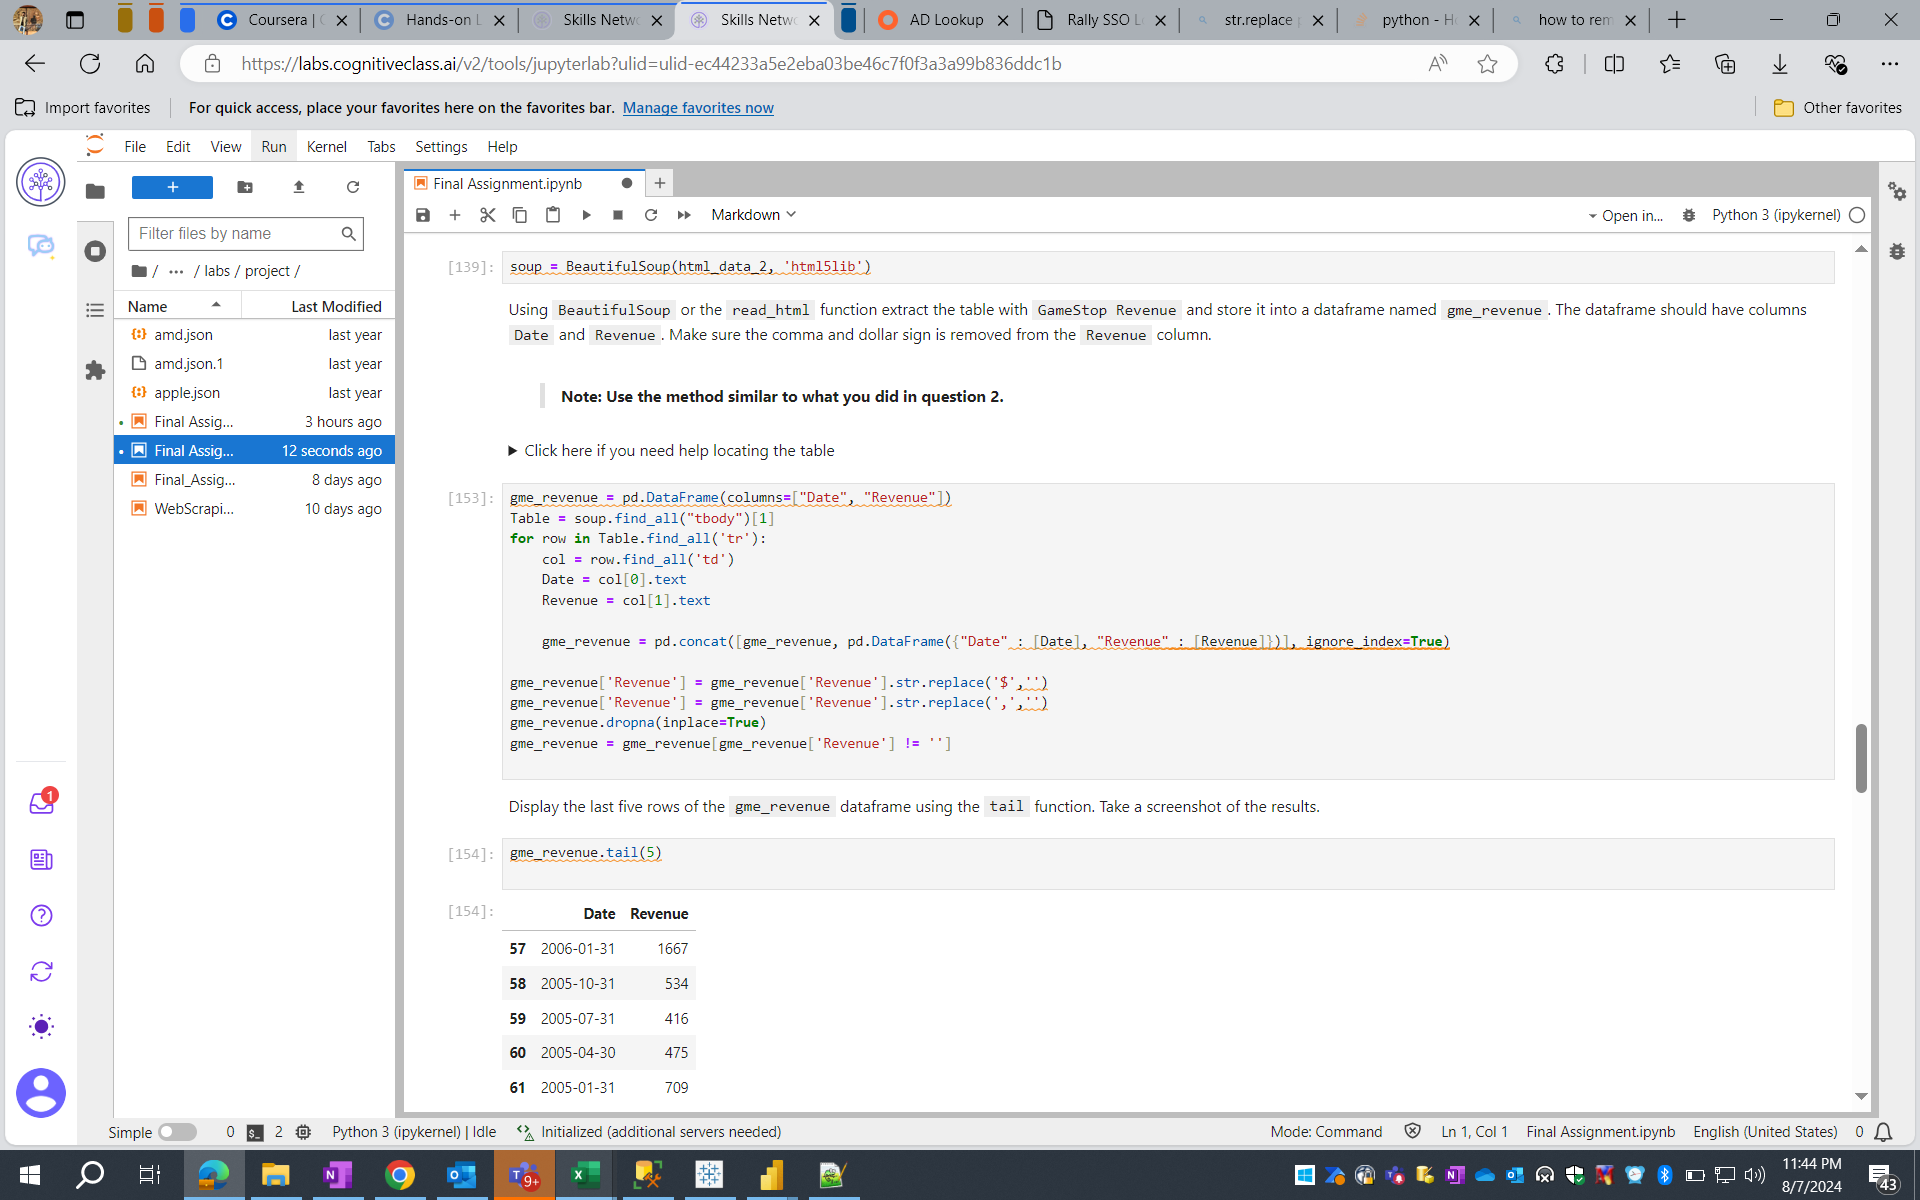 Coursera | (
Hands-on L
Skills Netwo
Skills Netwo
AD Lookup
Rally SSO L
str.replace
python - Ho
how to rem
https://labs.cognitiveclass.ai/v2/tools/jupyterlab?ulid=ulid-ec44233a5e2eba03be46c7f0f3a3a99b836ddc1b
Import favorites
For quick access, place your favorites here on the favorites bar. Manage favorites now
Other favorites
File Edit View Run Kernel Tabs Settings Help
Final Assignment.ipynb
Filter files by name
/ ··· / labs / project /
Markdown
Open in...
Python 3 (ipykernel)
Name Last Modified
amd.json last year
amd.json.1 last year
apple.json last year
Final Assig... 3 hours ago
Final Assig... 12 seconds ago
Final_Assig... 8 days ago
WebScrapi... 10 days ago
[139]: soup = BeautifulSoup(html_data_2, 'html5lib')
Using BeautifulSoup or the read_html function extract the table with GameStop Revenue and store it into a dataframe named gme_revenue. The dataframe should have columns
Date and Revenue. Make sure the comma and dollar sign is removed from the Revenue column.
Note: Use the method similar to what you did in question 2.
Click here if you need help locating the table
[153]: gme_revenue = pd.DataFrame(columns=["Date", "Revenue"])
Table = soup.find_all("tbody")[1]
for row in Table.find_all('tr'):
    col = row.find_all('td')
    Date = col[0].text
    Revenue = col[1].text
    gme_revenue = pd.concat([gme_revenue, pd.DataFrame({"Date" : [Date], "Revenue" : [Revenue]})], ignore_index=True)
gme_revenue['Revenue'] = gme_revenue['Revenue'].str.replace('$','')
gme_revenue['Revenue'] = gme_revenue['Revenue'].str.replace(',','')
gme_revenue.dropna(inplace=True)
gme_revenue = gme_revenue[gme_revenue['Revenue'] != '']
Display the last five rows of the gme_revenue dataframe using the tail function. Take a screenshot of the results.
[154]: gme_revenue.tail(5)
[154]: Date Revenue
57 2006-01-31 1667
58 2005-10-31 534
59 2005-07-31 416
60 2005-04-30 475
61 2005-01-31 709
1
Simple 0 $_ 2 Python 3 (ipykernel) | Idle Initialized (additional servers needed) Mode: Command Ln 1, Col 1 Final Assignment.ipynb English (United States) 0
9+
11:44 PM
8/7/2024
43